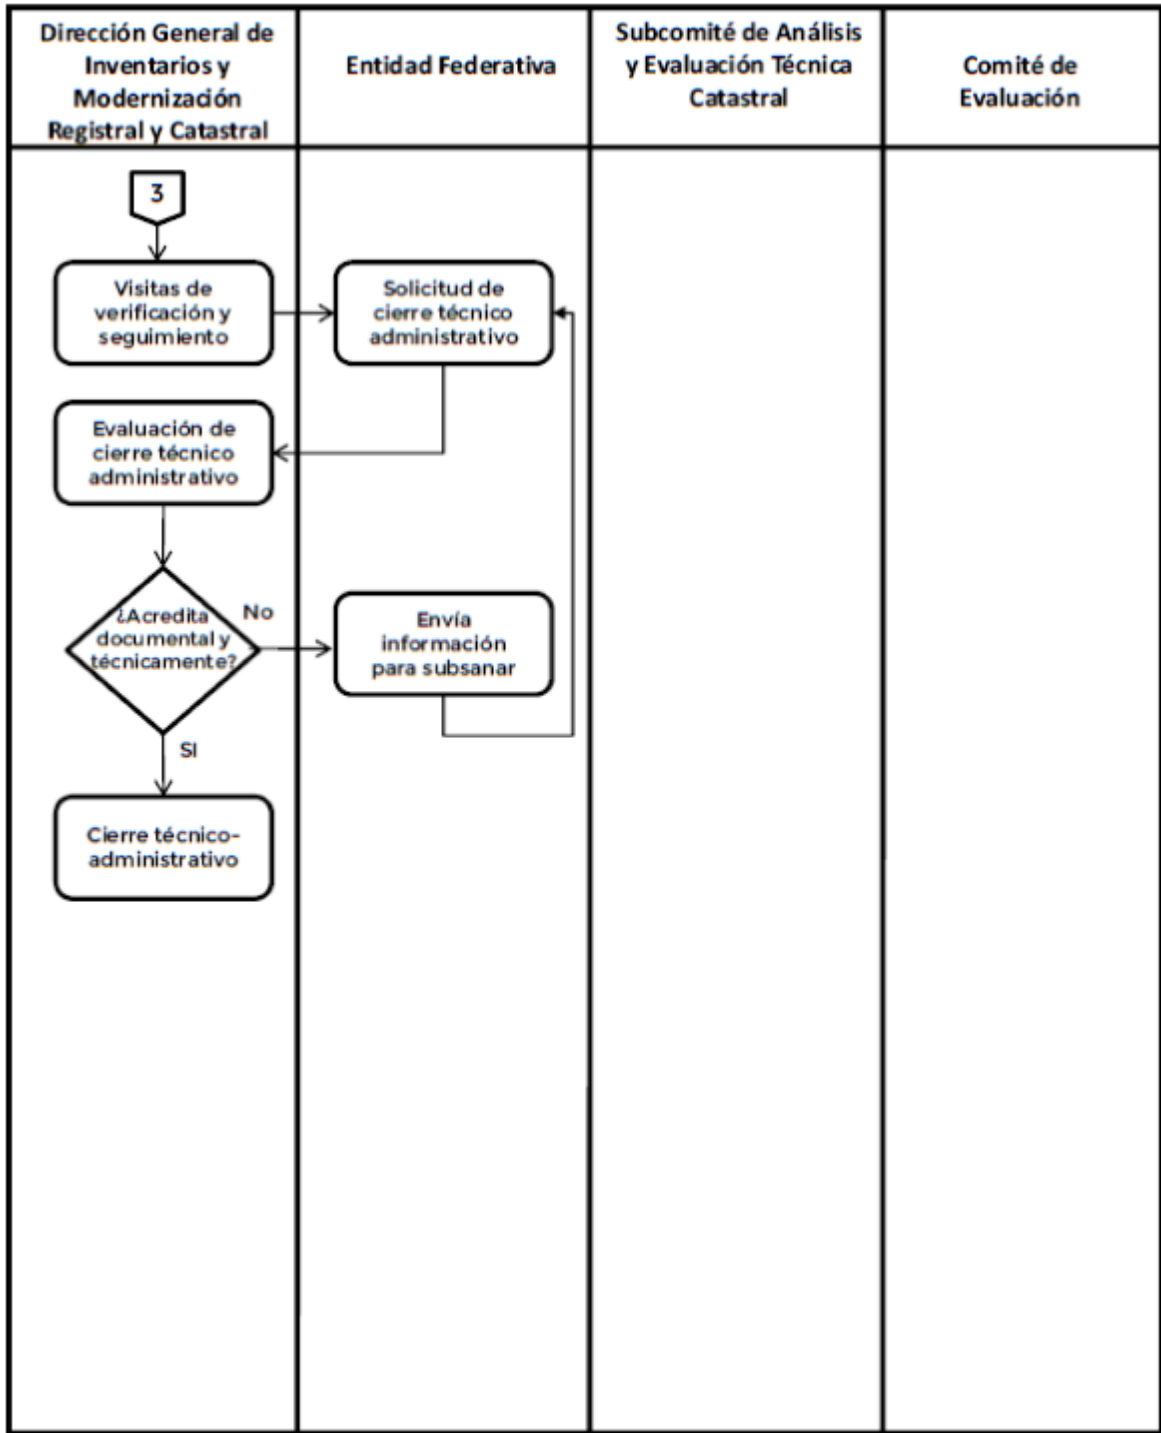 Dirección General de
Inventarios y
Modernización
Registral y Catastral
Entidad Federativa
Subcomité de Análisis
y Evaluación Técnica
Catastral
Comité de
Evaluación
3
Visitas de
verificación y
seguimiento
Solicitud de
cierre técnico
administrativo
Evaluación de
cierre técnico
administrativo
¿Acredita
documental y
técnicamente?
No
Envía
información
para subsanar
SI
Cierre técnico-
administrativo